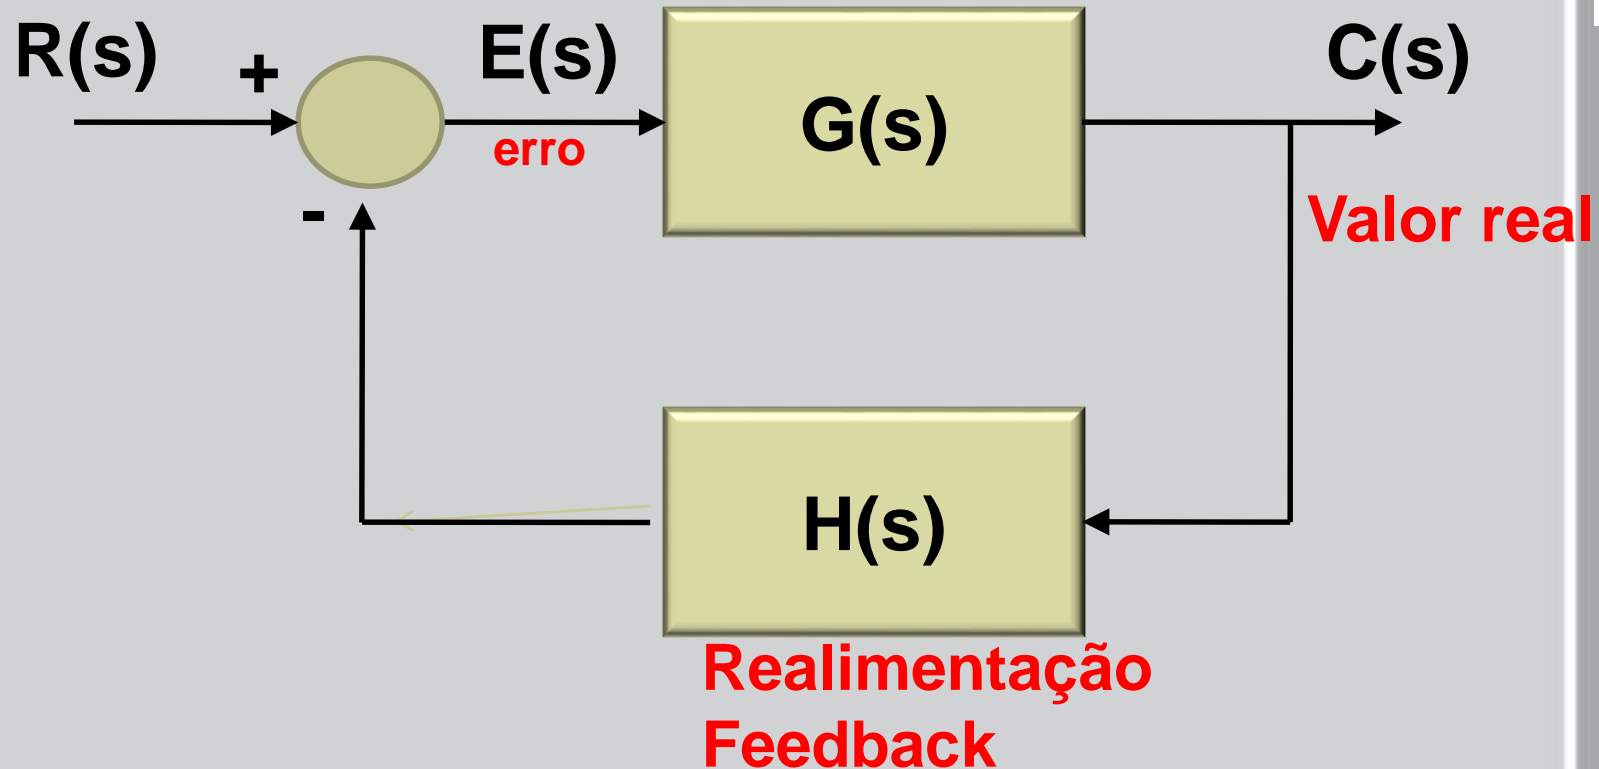 R(s)
+
E(s)
erro
G(s)
C(s)
-
Valor real
H(s)
Realimentação
Feedback